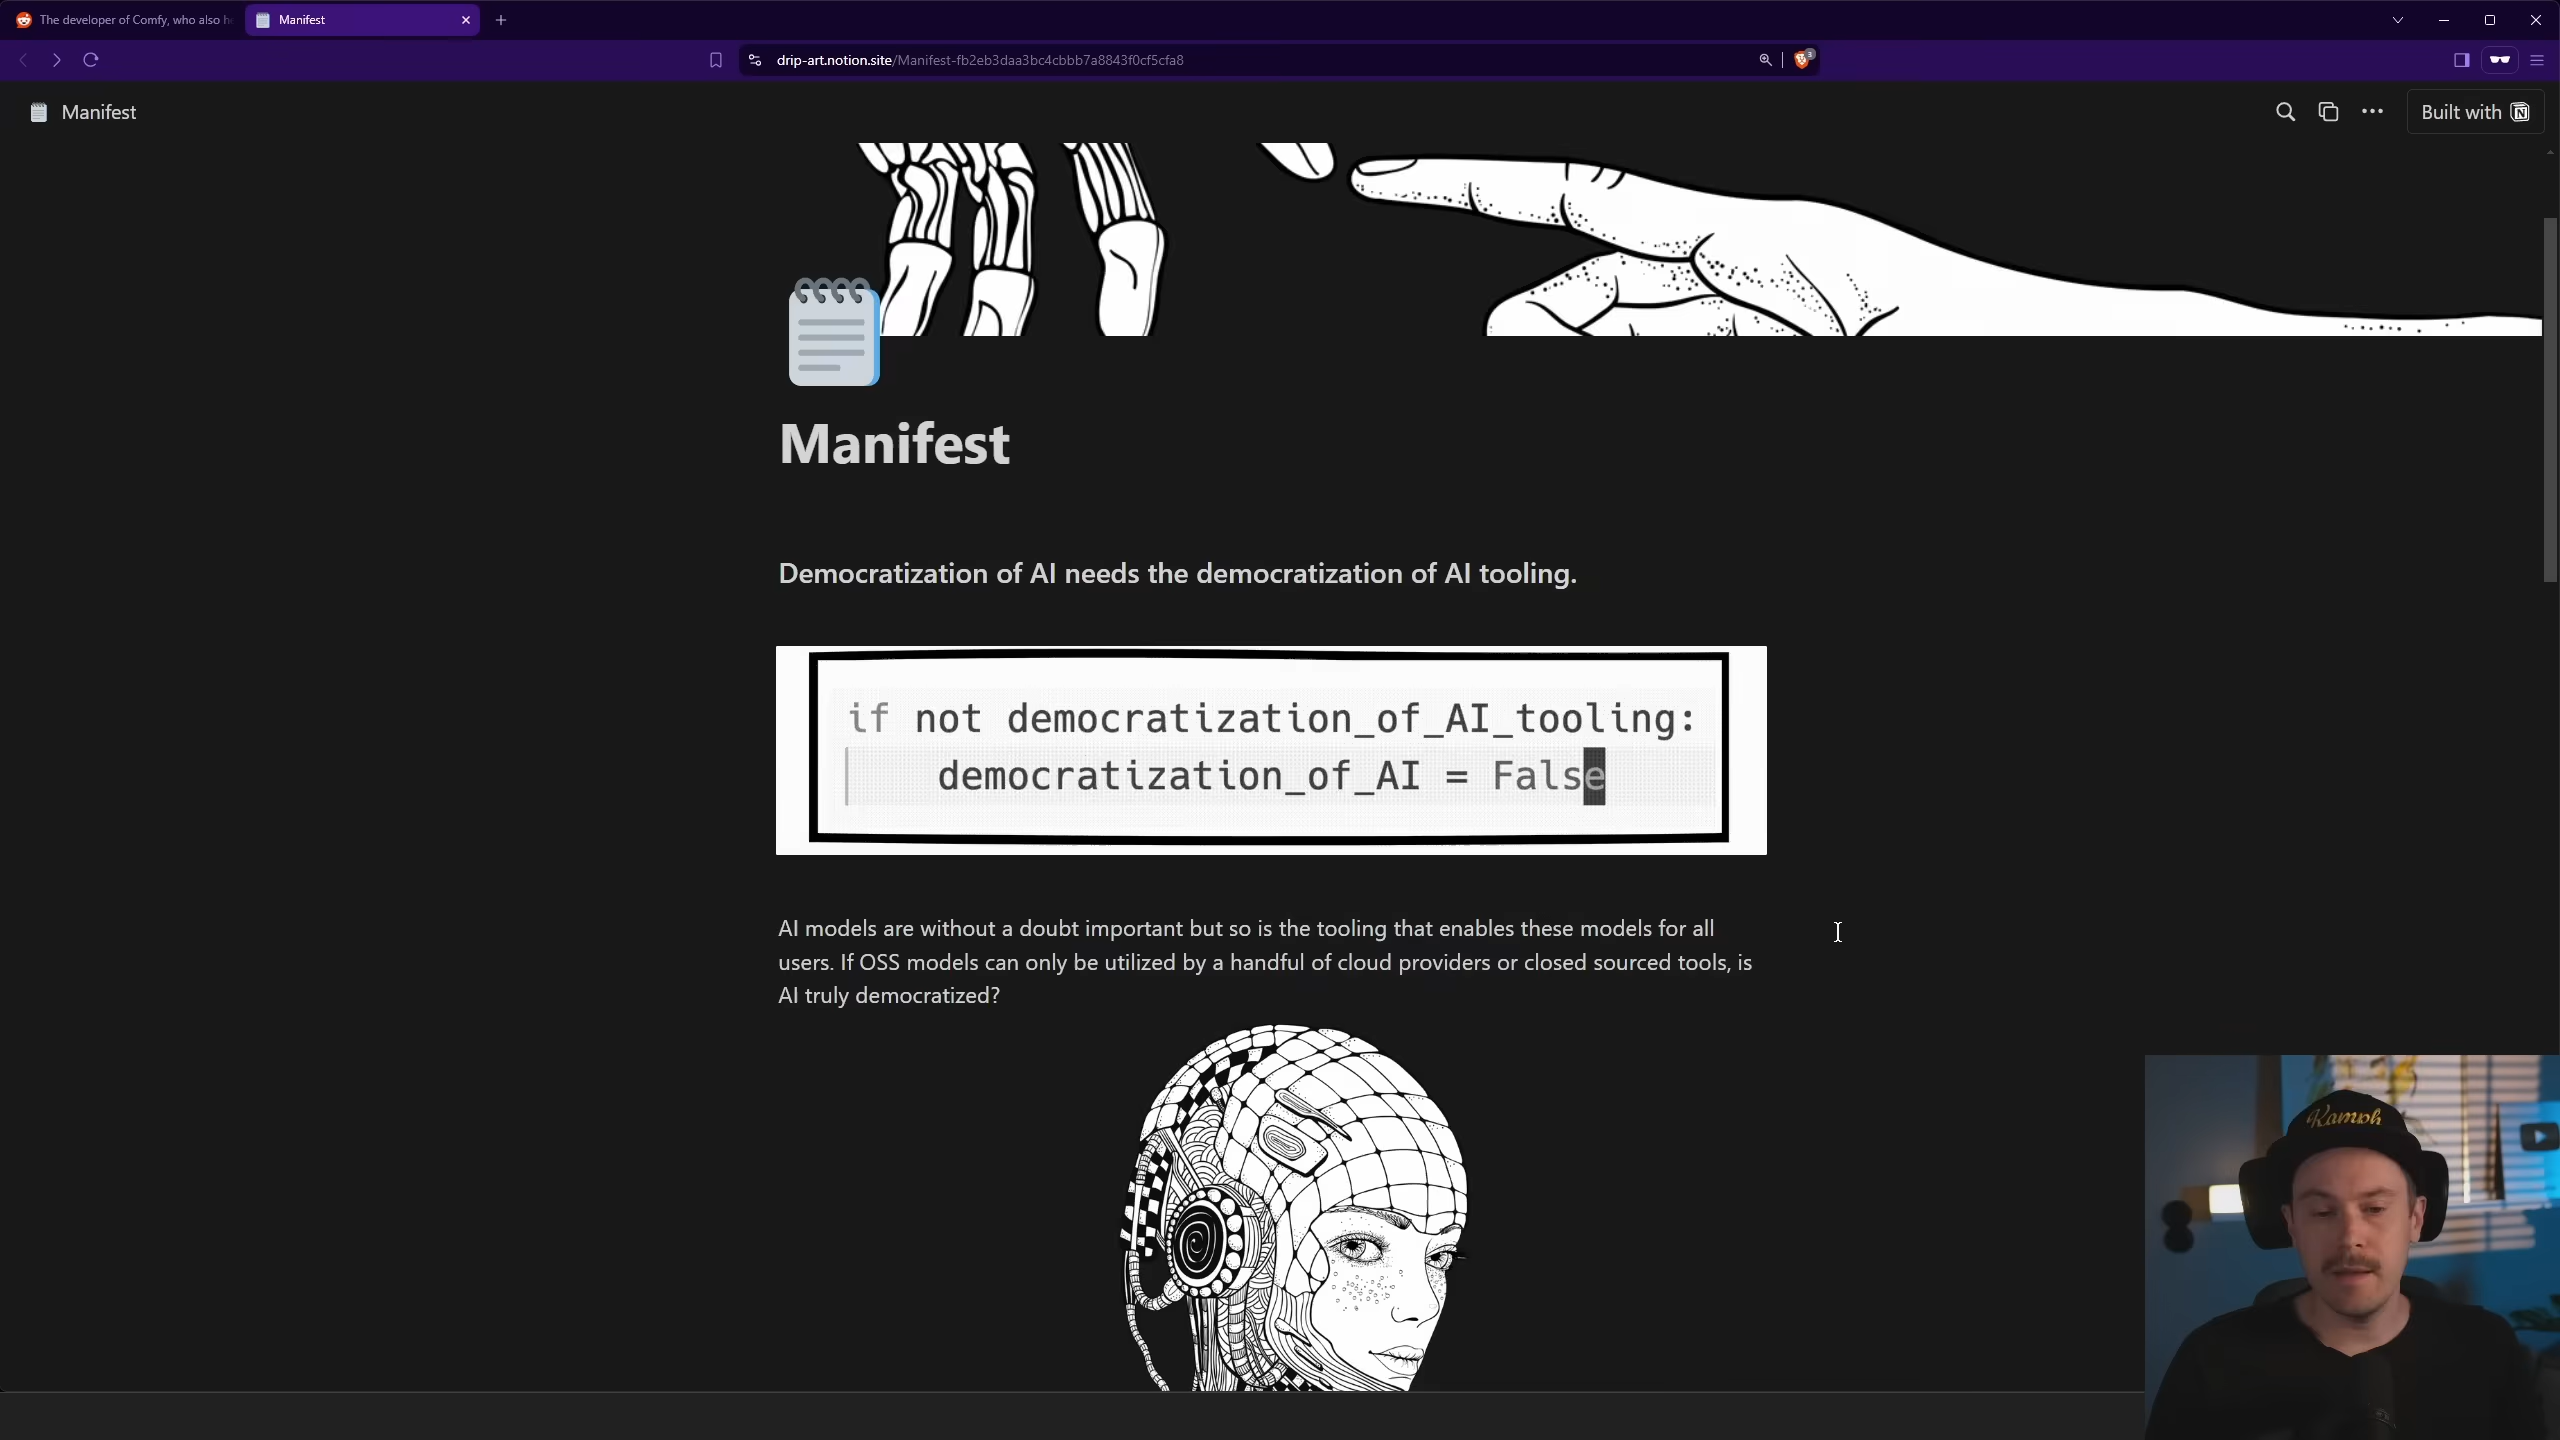 The developer of Comfy, who also h
Manifest
drip-art.notion.site/Manifest-fb2eb3daa3bc4cbbb7a8843f0cf5cfa8
3
Manifest
Built with
Manifest
Democratization of AI needs the democratization of AI tooling.
if not democratization_of_AI_tooling:
democratization_of_AI = False
AI models are without a doubt important but so is the tooling that enables these models for all
users. If OSS models can only be utilized by a handful of cloud providers or closed sourced tools, is
AI truly democratized?
Kamph